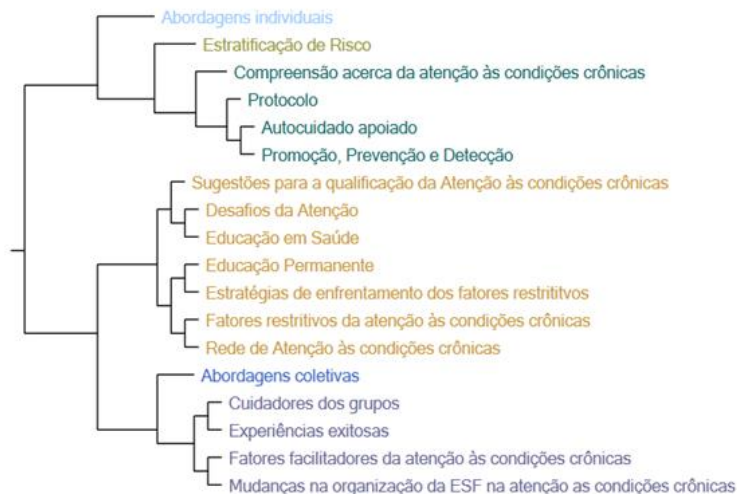 Abordagens individuais
Estratificação de Risco
Compreensão acerca da atenção às condições crônicas
Protocolo
Autocuidado apoiado
Promoção, Prevenção e Detecção
Sugestões para a qualificação da Atenção às condições crônicas
Desafios da Atenção
Educação em Saúde
Educação Permanente
Estratégias de enfrentamento dos fatores restrititvos
Fatores restritivos da atenção às condições crônicas
Rede de Atenção às condições crônicas
Abordagens coletivas
Cuidadores dos grupos
Experiências exitosas
Fatores facilitadores da atenção às condições crônicas
Mudanças na organização da ESF na atenção as condições crônicas